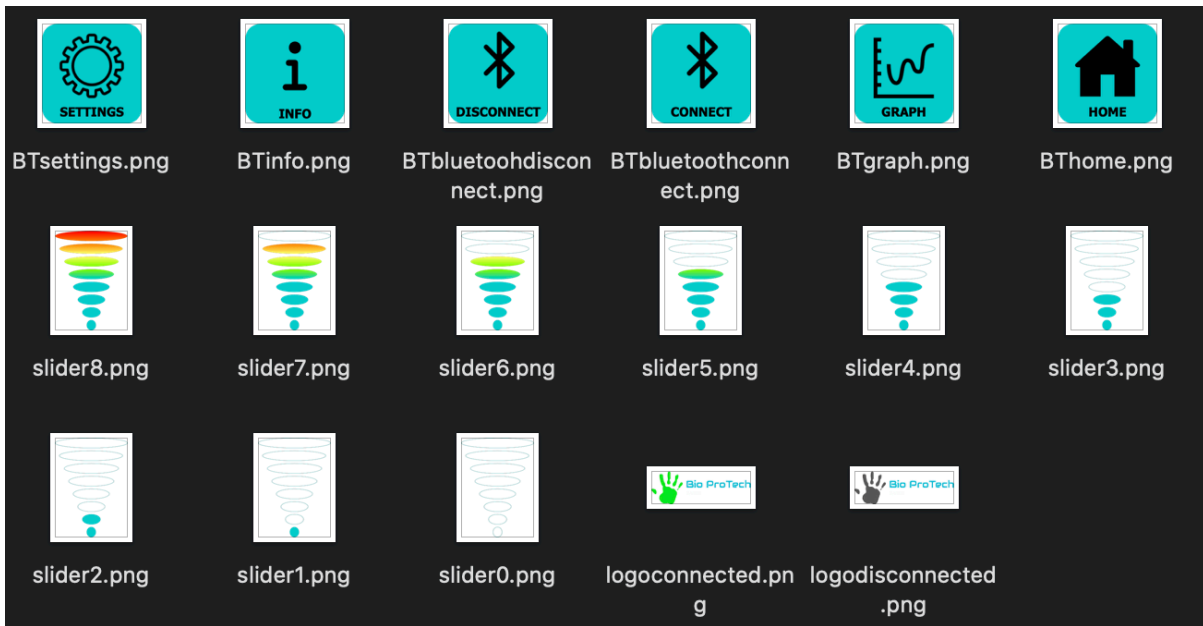 SETTINGS
INFO
DISCONNECT
CONNECT
GRAPH
HOME
BTsettings.png
BTinfo.png
BTbluetoohdiscon
nect.png
BTbluetoothconn
ect.png
BTgraph.png
BThome.png
slider8.png
slider7.png
slider6.png
slider5.png
slider4.png
slider3.png
Bio ProTech
Bio ProTech
slider2.png
slider1.png
slider0.png
logoconnected.pn
g
logodisconnected
.png